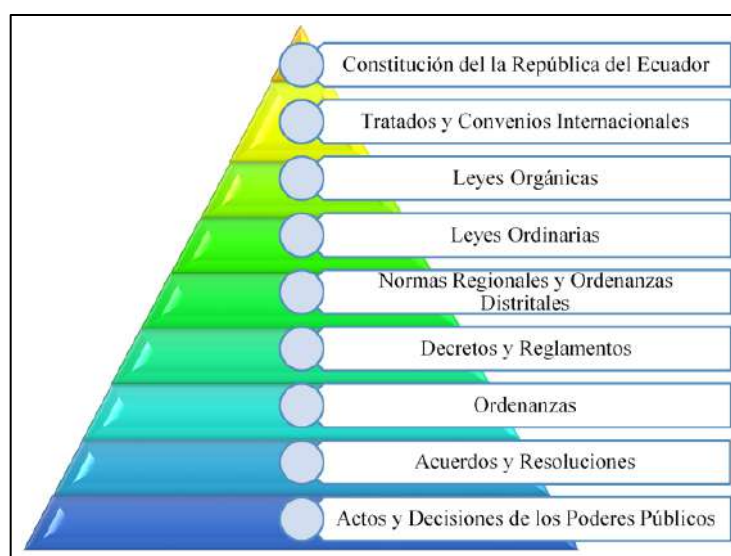 Constitución del la República del Ecuador
Tratados y Convenios Internacionales
Leyes Orgánicas
Leyes Ordinarias
Normas Regionales y Ordenanzas
Distritales
Decretos y Reglamentos
Ordenanzas
Acuerdos y Resoluciones
Actos y Decisiones de los Poderes Públicos